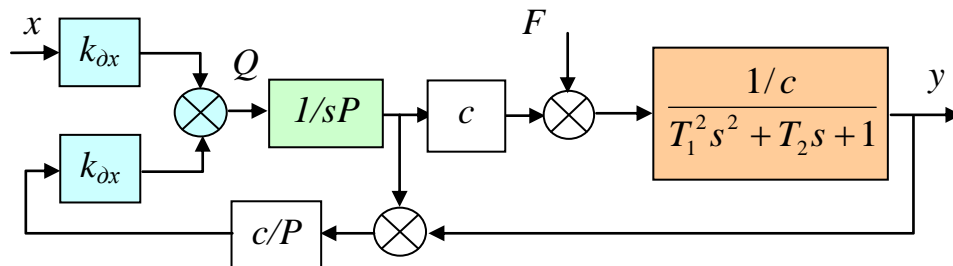 x
k∂x
Q
1/sP
c
F
1/c
T₁²s² + T₂s + 1
y
k∂x
c/P